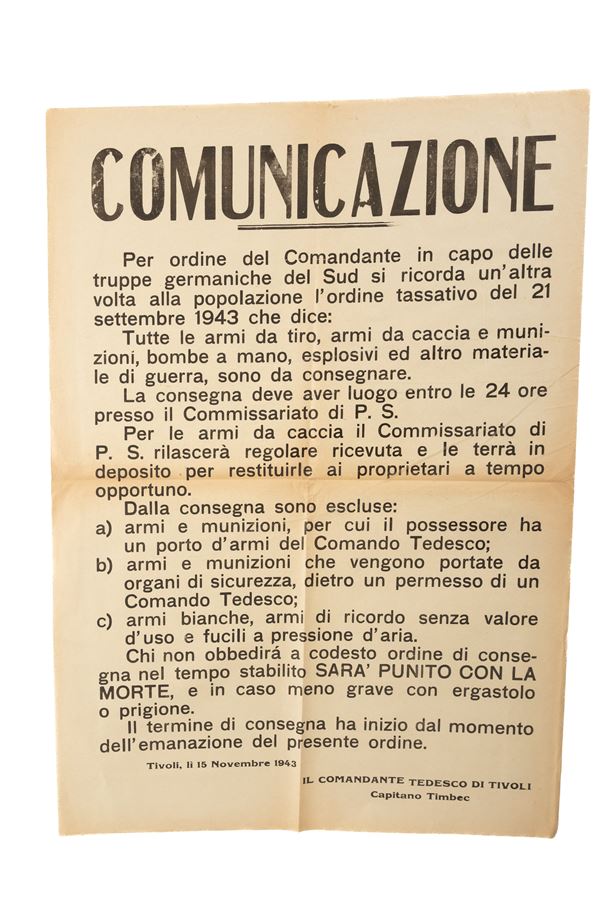 COMUNICAZIONE
Per ordine del Comandante in capo delle
truppe germaniche del Sud si ricorda un'altra
volta alla popolazione l'ordine tassativo del 21
settembre 1943 che dice:
Tutte le armi da tiro, armi da caccia e muni-
zioni, bombe a mano, esplosivi ed altro materia-
le di guerra, sono da consegnare.
La consegna deve aver luogo entro le 24 ore
presso il Commissariato di P. S.
Per le armi da caccia il Commissariato di
P. S. rilascerà regolare ricevuta e le terrà in
deposito per restituirle ai proprietari a tempo
opportuno.
Dalla consegna sono escluse:
a) armi e munizioni, per cui il possessore ha
un porto d'armi del Comando Tedesco;
b) armi e munizioni che vengono portate da
organi di sicurezza, dietro un permesso di un
Comando Tedesco;
c) armi bianche, armi di ricordo senza valore
d'uso e fucili a pressione d'aria.
Chi non obbedirá a codesto ordine di conse-
gna nel tempo stabilito SARA' PUNITO CON LA
MORTE, e in caso meno grave con ergastolo
o prigione.
Il termine di consegna ha inizio dal momento
dell'emanazione del presente ordine.
Tivoli, lì 15 Novembre 1943
IL COMANDANTE TEDESCO DI TIVOLI
Capitano Timbec